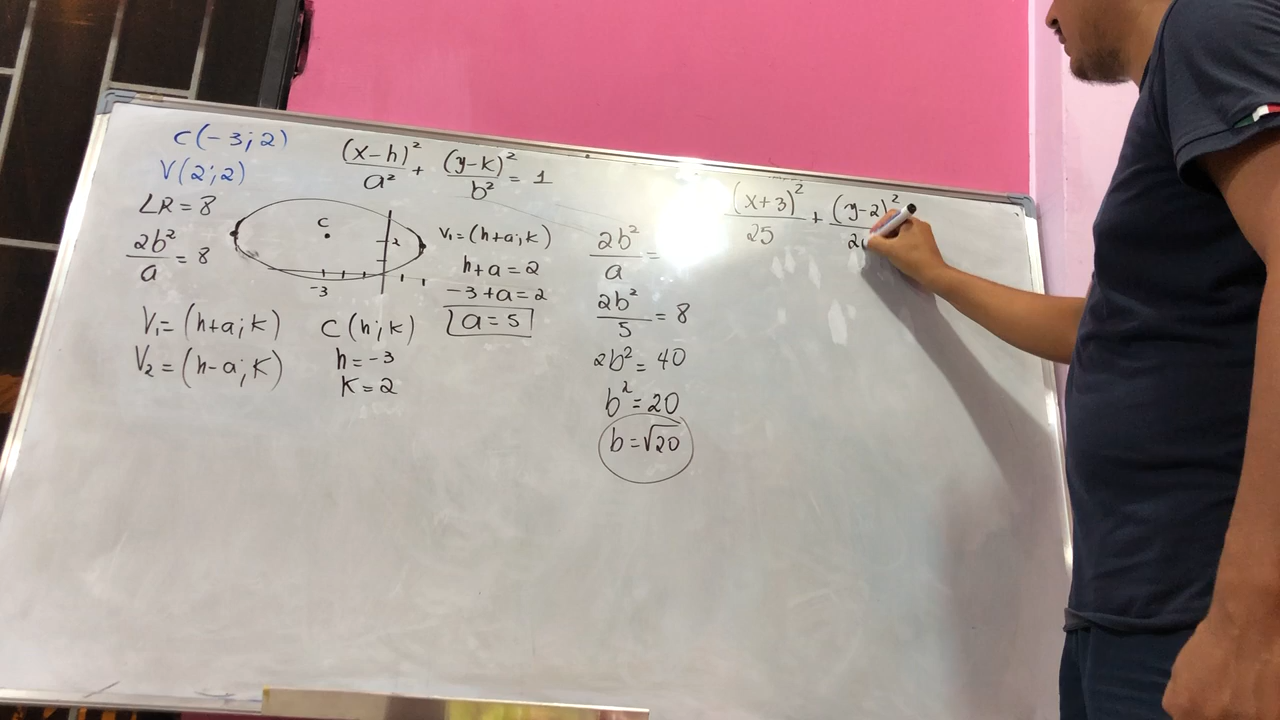 C(-3;2)
V(2;2)
LR = 8
2b²/a = 8
V₁ = (h+a;K)
V₂ = (h-a;K)
(x-h)²/a² + (y-k)²/b² = 1
C
2
-3
C(h;K)
h = -3
K = 2
V₁ = (h+a;K)
h+a = 2
-3+a = 2
a = 5
2b²/a =
2b²/5 = 8
2b² = 40
b² = 20
b = √20
(x+3)²/25 + (y-2)²/2